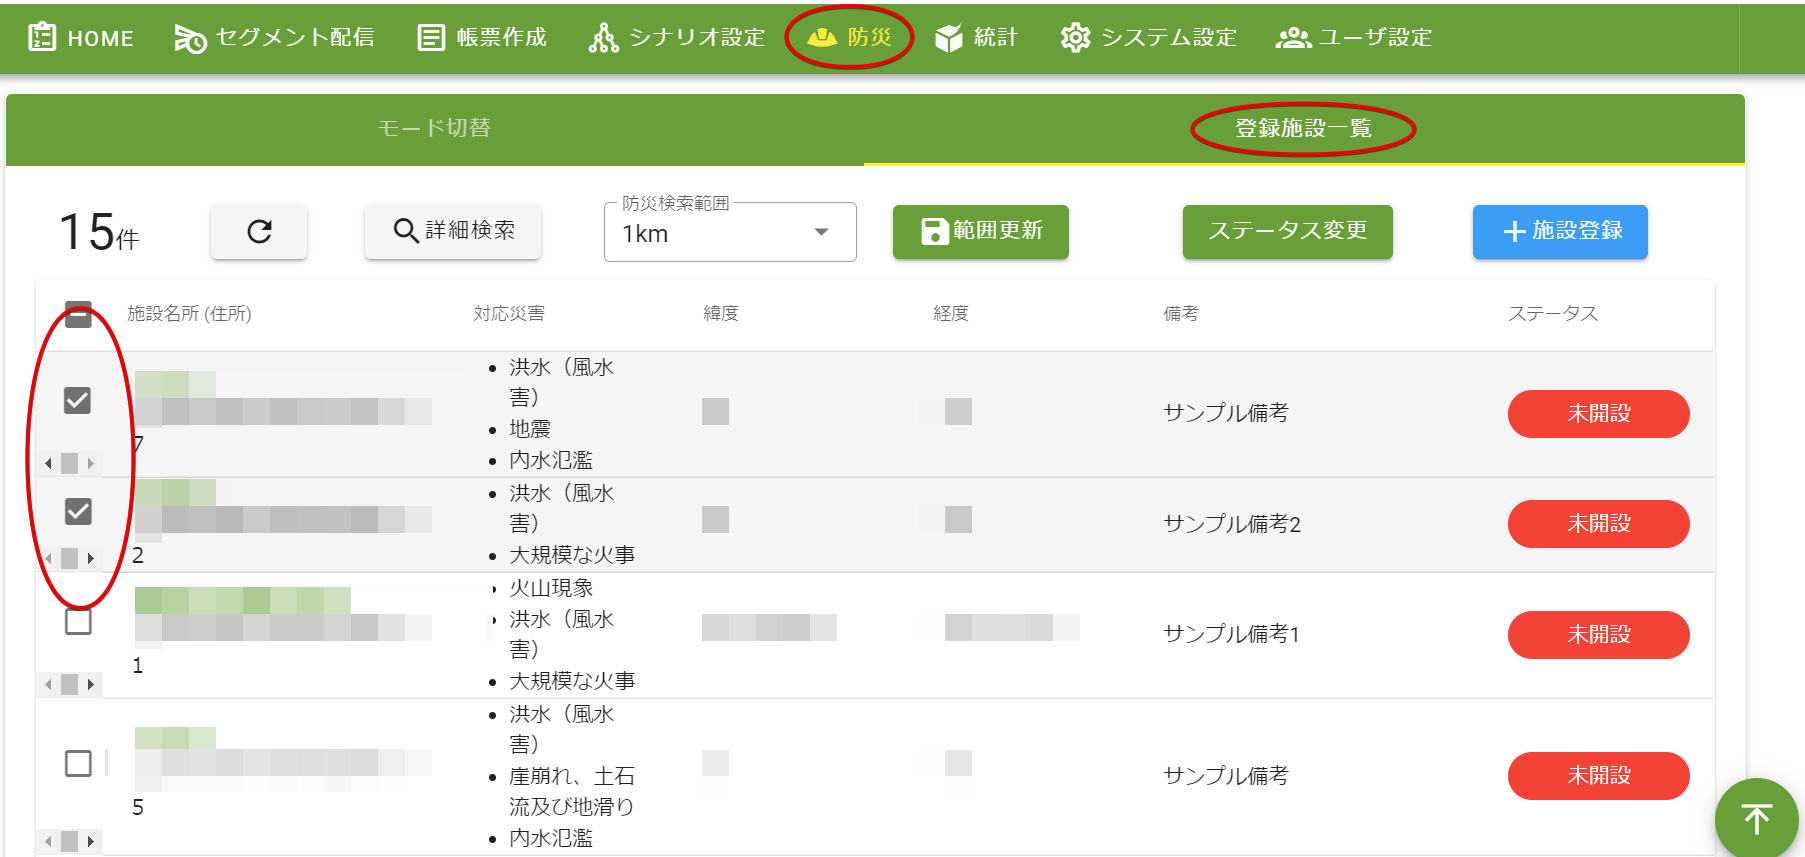 HOME
セグメント配信
帳票作成
シナリオ設定
防災
統計
システム設定
ユーザ設定
モード切替
登録施設一覧
15件
詳細検索
防災検索範囲
1km
範囲更新
ステータス変更
施設登録
施設名所 (住所)
対応災害
緯度
経度
備考
ステータス
7
洪水（風水
害）
地震
内水氾濫
サンプル備考
未開設
2
洪水（風水
害）
大規模な火事
サンプル備考2
未開設
1
火山現象
洪水（風水
害）
大規模な火事
サンプル備考1
未開設
5
洪水（風水
害）
崖崩れ、土石
流及び地滑り
内水氾濫
サンプル備考
未開設